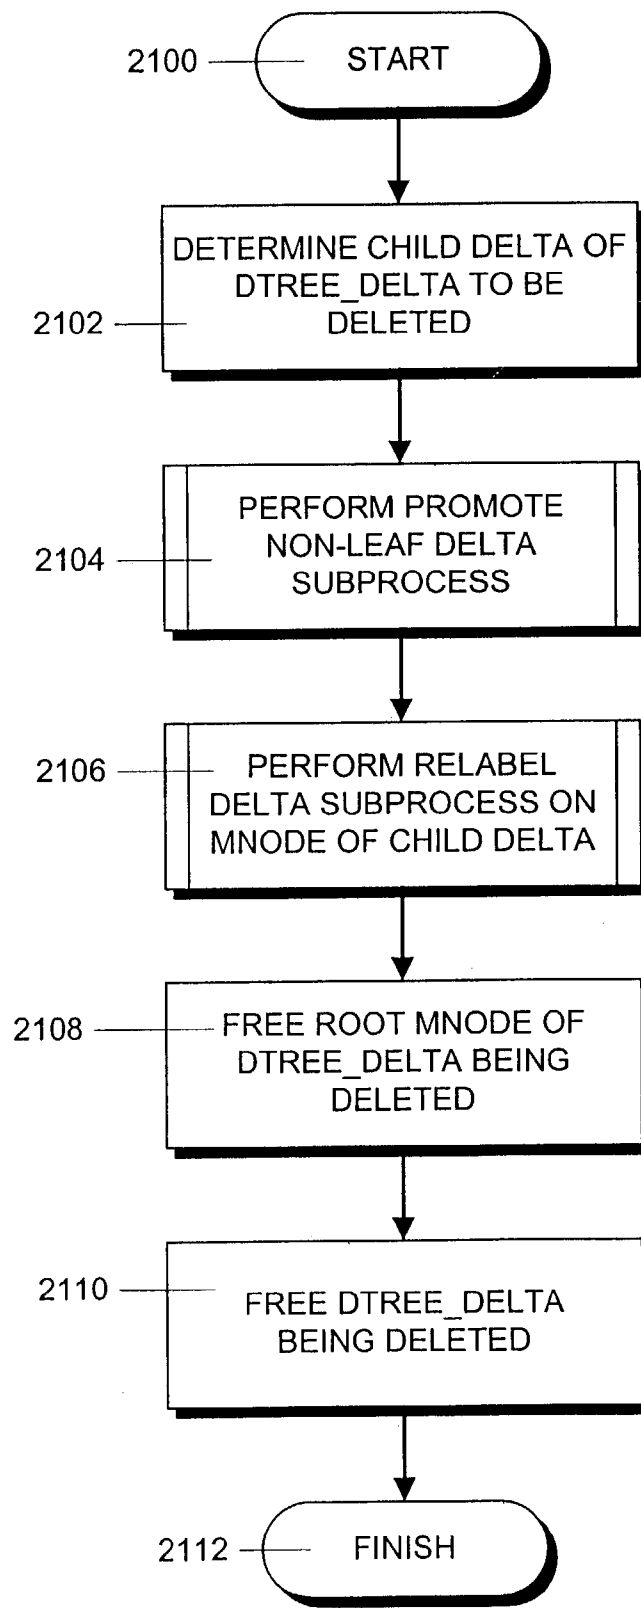 2100
START
DETERMINE CHILD DELTA OF
DTREE_DELTA TO BE
DELETED
2102
PERFORM PROMOTE
NON-LEAF DELTA
SUBPROCESS
2104
PERFORM RELABEL
DELTA SUBPROCESS ON
MNODE OF CHILD DELTA
2106
FREE ROOT MNODE OF
DTREE_DELTA BEING
DELETED
2108
FREE DTREE_DELTA
BEING DELETED
2110
FINISH
2112